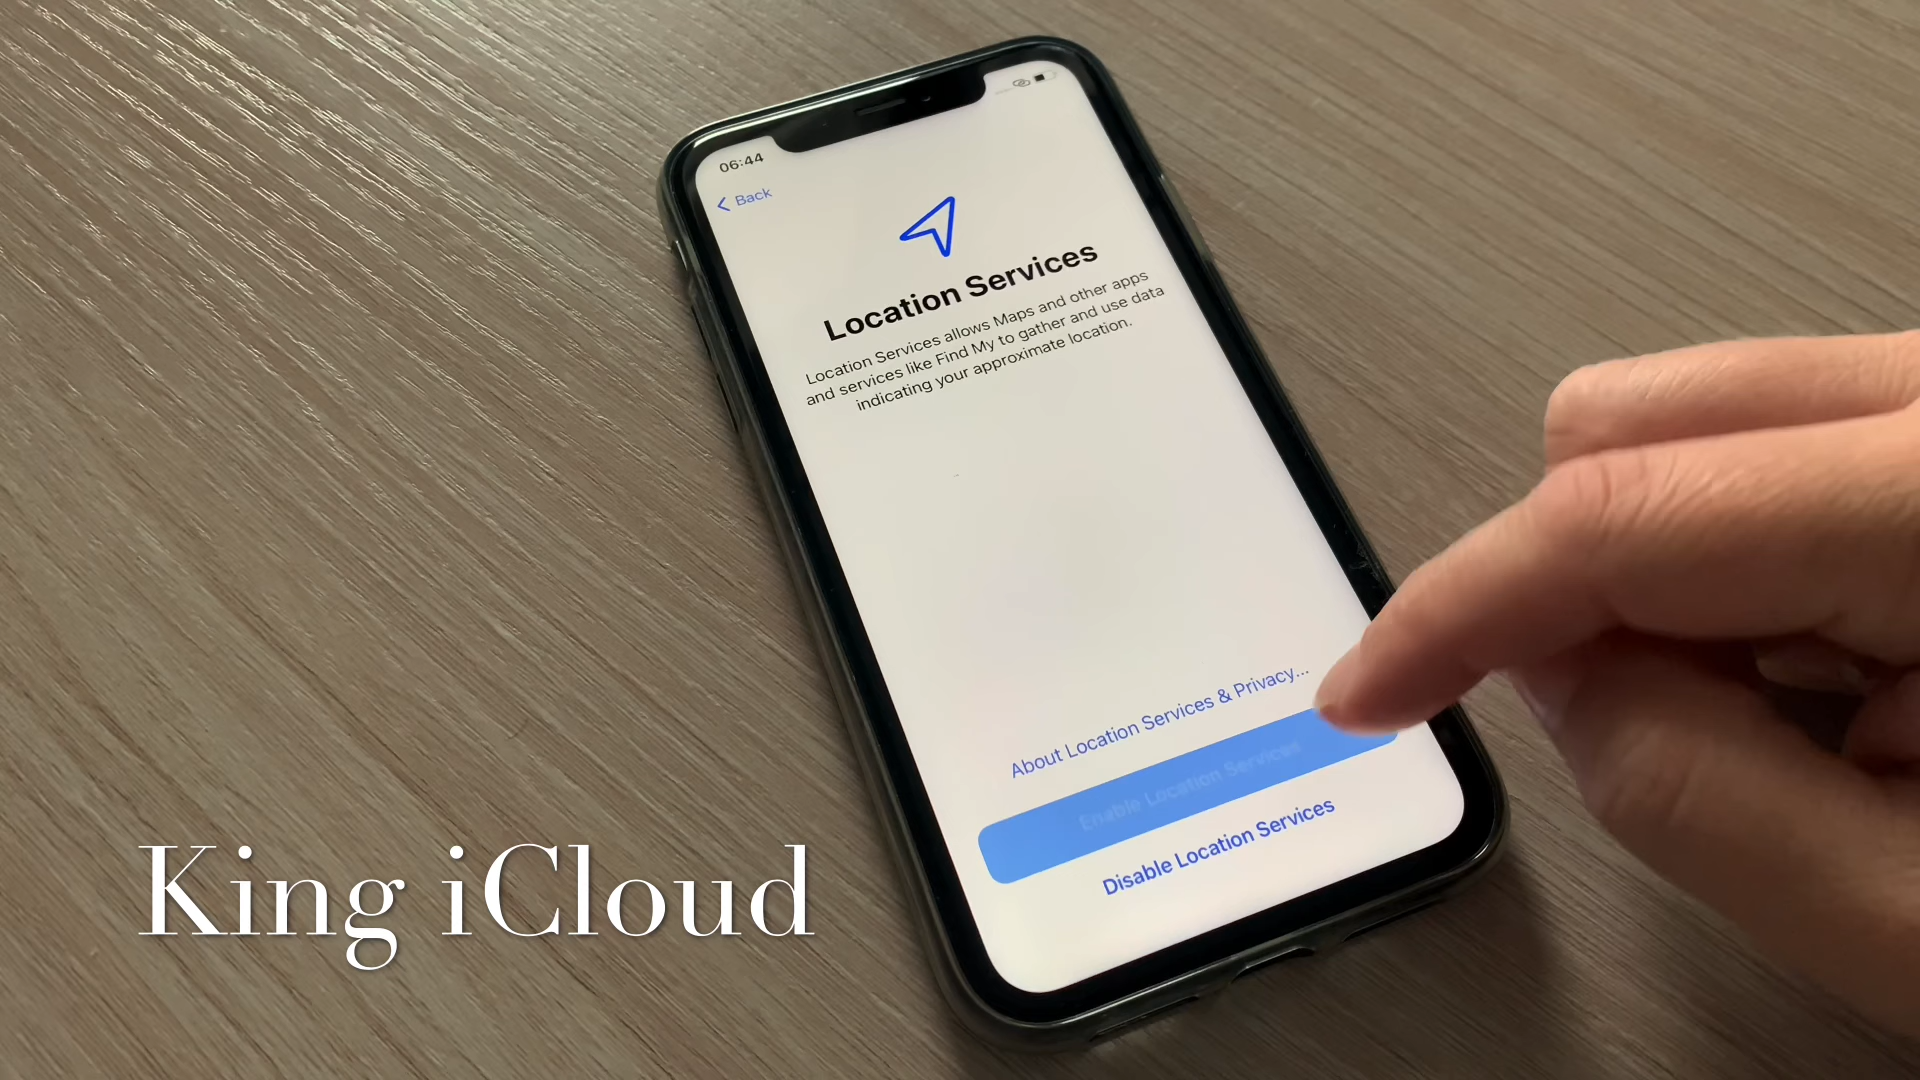 06:44
Back
Location Services
Location Services allows Maps and other apps
and services like Find My to gather and use data
indicating your approximate location.
About Location Services & Privacy...
Enable Location Services
Disable Location Services
King iCloud